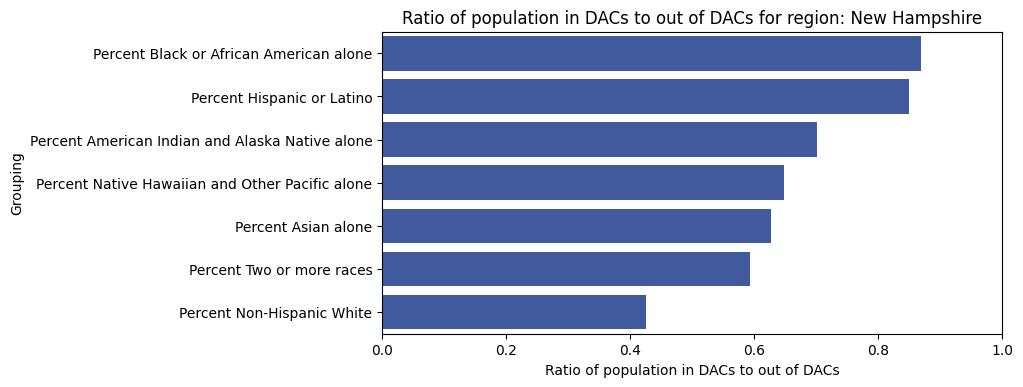 Ratio of population in DACs to out of DACs for region: New Hampshire
Grouping
Percent Black or African American alone
Percent Hispanic or Latino
Percent American Indian and Alaska Native alone
Percent Native Hawaiian and Other Pacific alone
Percent Asian alone
Percent Two or more races
Percent Non-Hispanic White
0.0 0.2 0.4 0.6 0.8 1.0
Ratio of population in DACs to out of DACs